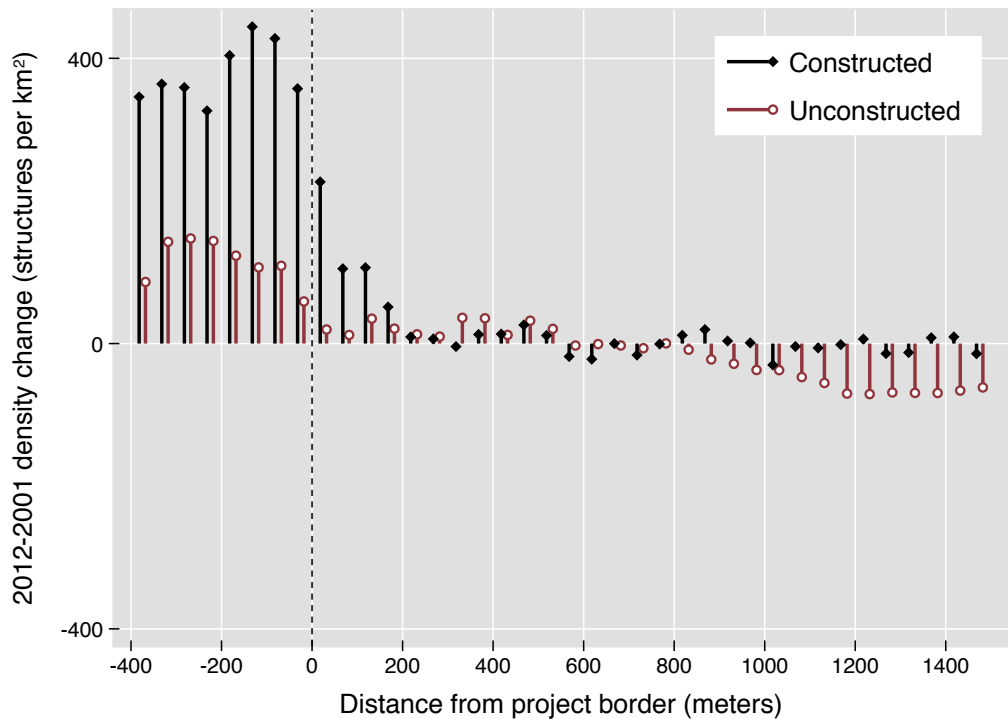 2012-2001 density change (structures per km²)
400
0
-400
Constructed
Unconstructed
-400 -200 0 200 400 600 800 1000 1200 1400
Distance from project border (meters)